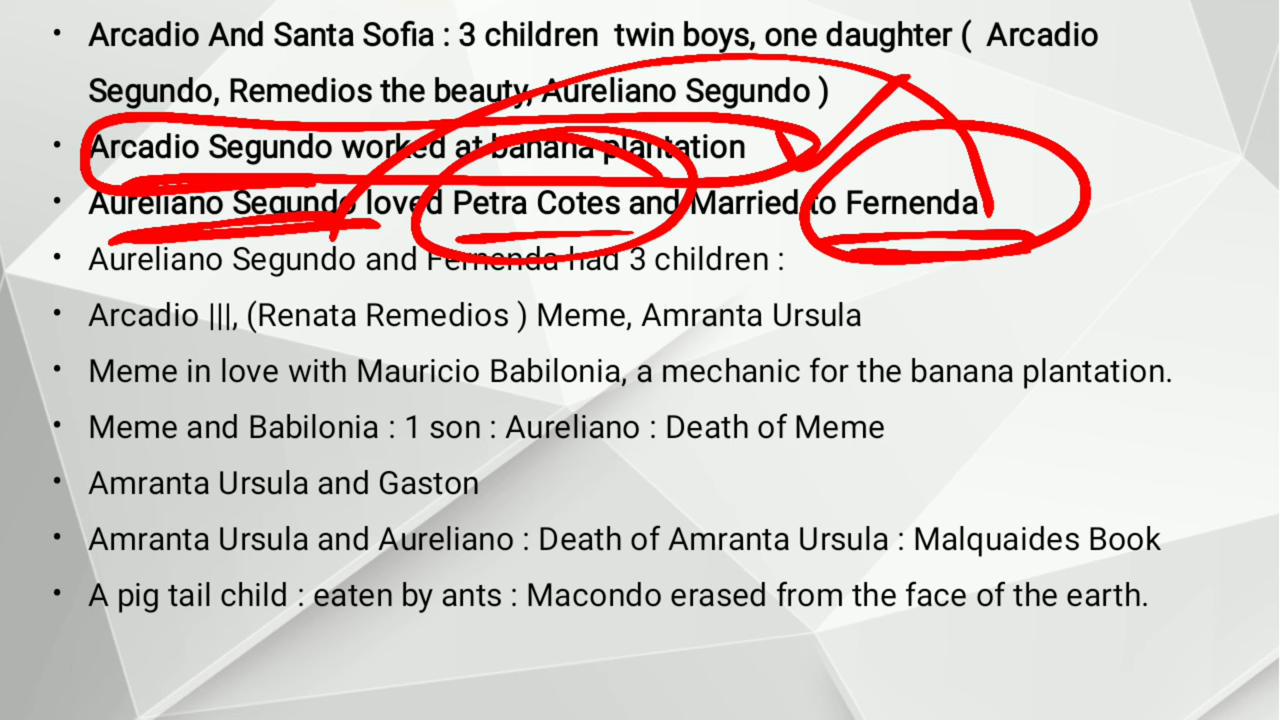 • Arcadio And Santa Sofia : 3 children twin boys, one daughter ( Arcadio
Segundo, Remedios the beauty, Aureliano Segundo )
• Arcadio Segundo worked at banana plantation
• Aureliano Segundo loved Petra Cotes and Married to Fernenda
• Aureliano Segundo and Fernenda had 3 children :
• Arcadio |||, (Renata Remedios ) Meme, Amranta Ursula
• Meme in love with Mauricio Babilonia, a mechanic for the banana plantation.
• Meme and Babilonia : 1 son : Aureliano : Death of Meme
• Amranta Ursula and Gaston
• Amranta Ursula and Aureliano : Death of Amranta Ursula : Malquaides Book
• A pig tail child : eaten by ants : Macondo erased from the face of the earth.